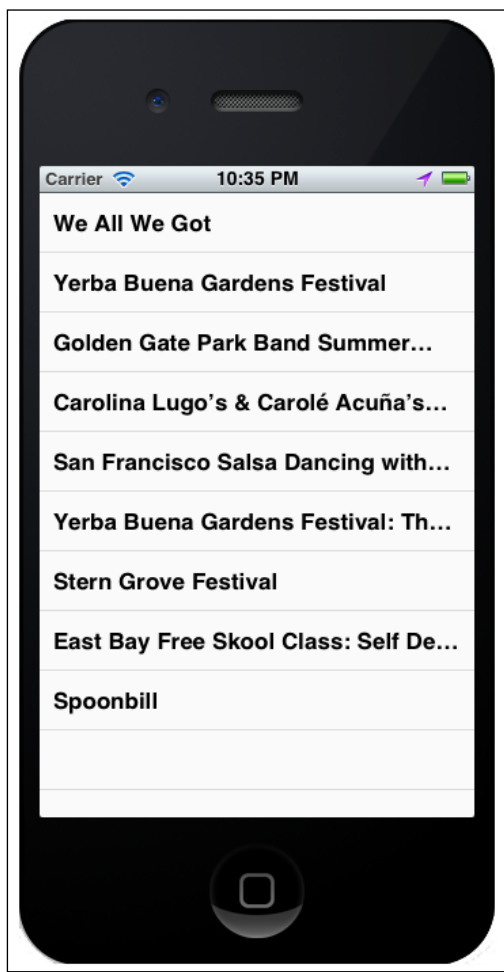 Carrier 10:35 PM
We All We Got
Yerba Buena Gardens Festival
Golden Gate Park Band Summer…
Carolina Lugo’s & Carolé Acuña’s…
San Francisco Salsa Dancing with…
Yerba Buena Gardens Festival: Th…
Stern Grove Festival
East Bay Free Skool Class: Self De…
Spoonbill